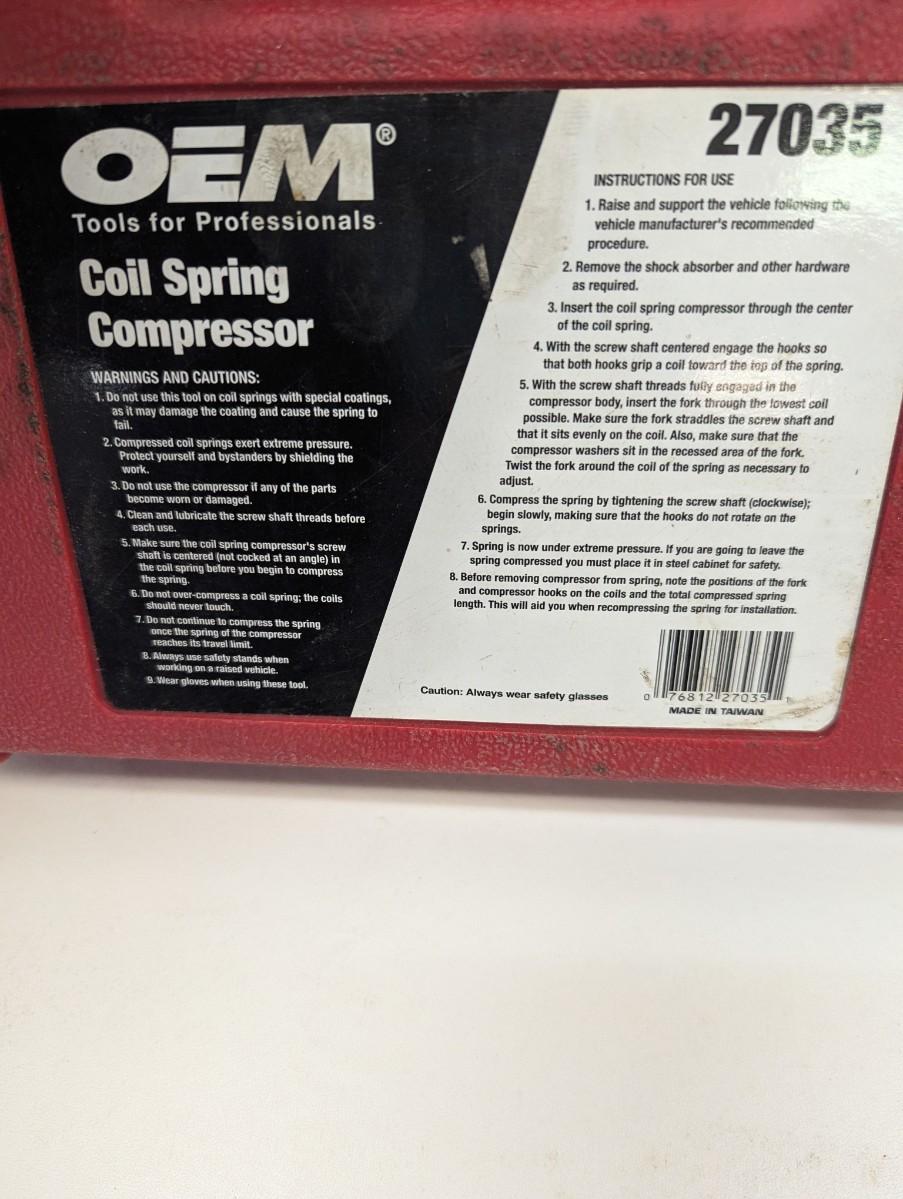 OEM®
Tools for Professionals
Coil Spring
Compressor
WARNINGS AND CAUTIONS:
1. Do not use this tool on coil springs with special coatings,
as it may damage the coating and cause the spring to
fail.
2. Compressed coil springs exert extreme pressure.
Protect yourself and bystanders by shielding the
work.
3. Do not use the compressor if any of the parts
become worn or damaged.
4. Clean and lubricate the screw shaft threads before
each use.
5. Make sure the coil spring compressor's screw
shaft is centered (not cocked at an angle) in
the coil spring before you begin to compress
the spring.
6. Do not over-compress a coil spring; the coils
should never touch.
7. Do not continue to compress the spring
once the spring of the compressor
reaches its travel limit.
8. Always use safety stands when
working on a raised vehicle.
9. Wear gloves when using these tool.
27035
INSTRUCTIONS FOR USE
1. Raise and support the vehicle following the
vehicle manufacturer's recommended
procedure.
2. Remove the shock absorber and other hardware
as required.
3. Insert the coil spring compressor through the center
of the coil spring.
4. With the screw shaft centered engage the hooks so
that both hooks grip a coil toward the top of the spring.
5. With the screw shaft threads fully engaged in the
compressor body, insert the fork through the lowest coil
possible. Make sure the fork straddles the screw shaft and
that it sits evenly on the coil. Also, make sure that the
compressor washers sit in the recessed area of the fork.
Twist the fork around the coil of the spring as necessary to
adjust.
6. Compress the spring by tightening the screw shaft (clockwise);
begin slowly, making sure that the hooks do not rotate on the
springs.
7. Spring is now under extreme pressure. If you are going to leave the
spring compressed you must place it in steel cabinet for safety.
8. Before removing compressor from spring, note the positions of the fork
and compressor hooks on the coils and the total compressed spring
length. This will aid you when recompressing the spring for installation.
Caution: Always wear safety glasses
0 76812 27035 1
MADE IN TAIWAN